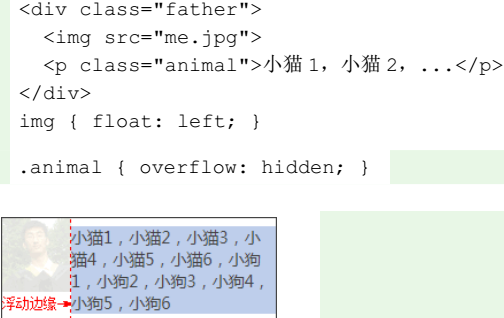 <div class="father">
<img src="me.jpg">
<p class="animal">小猫 1，小猫 2，...</p>
</div>
img { float: left; }
.animal { overflow: hidden; }
小猫1，小猫2，小猫3，小
猫4，小猫5，小猫6，小狗
1，小狗2，小狗3，小狗4，
浮动边缘 小狗5，小狗6